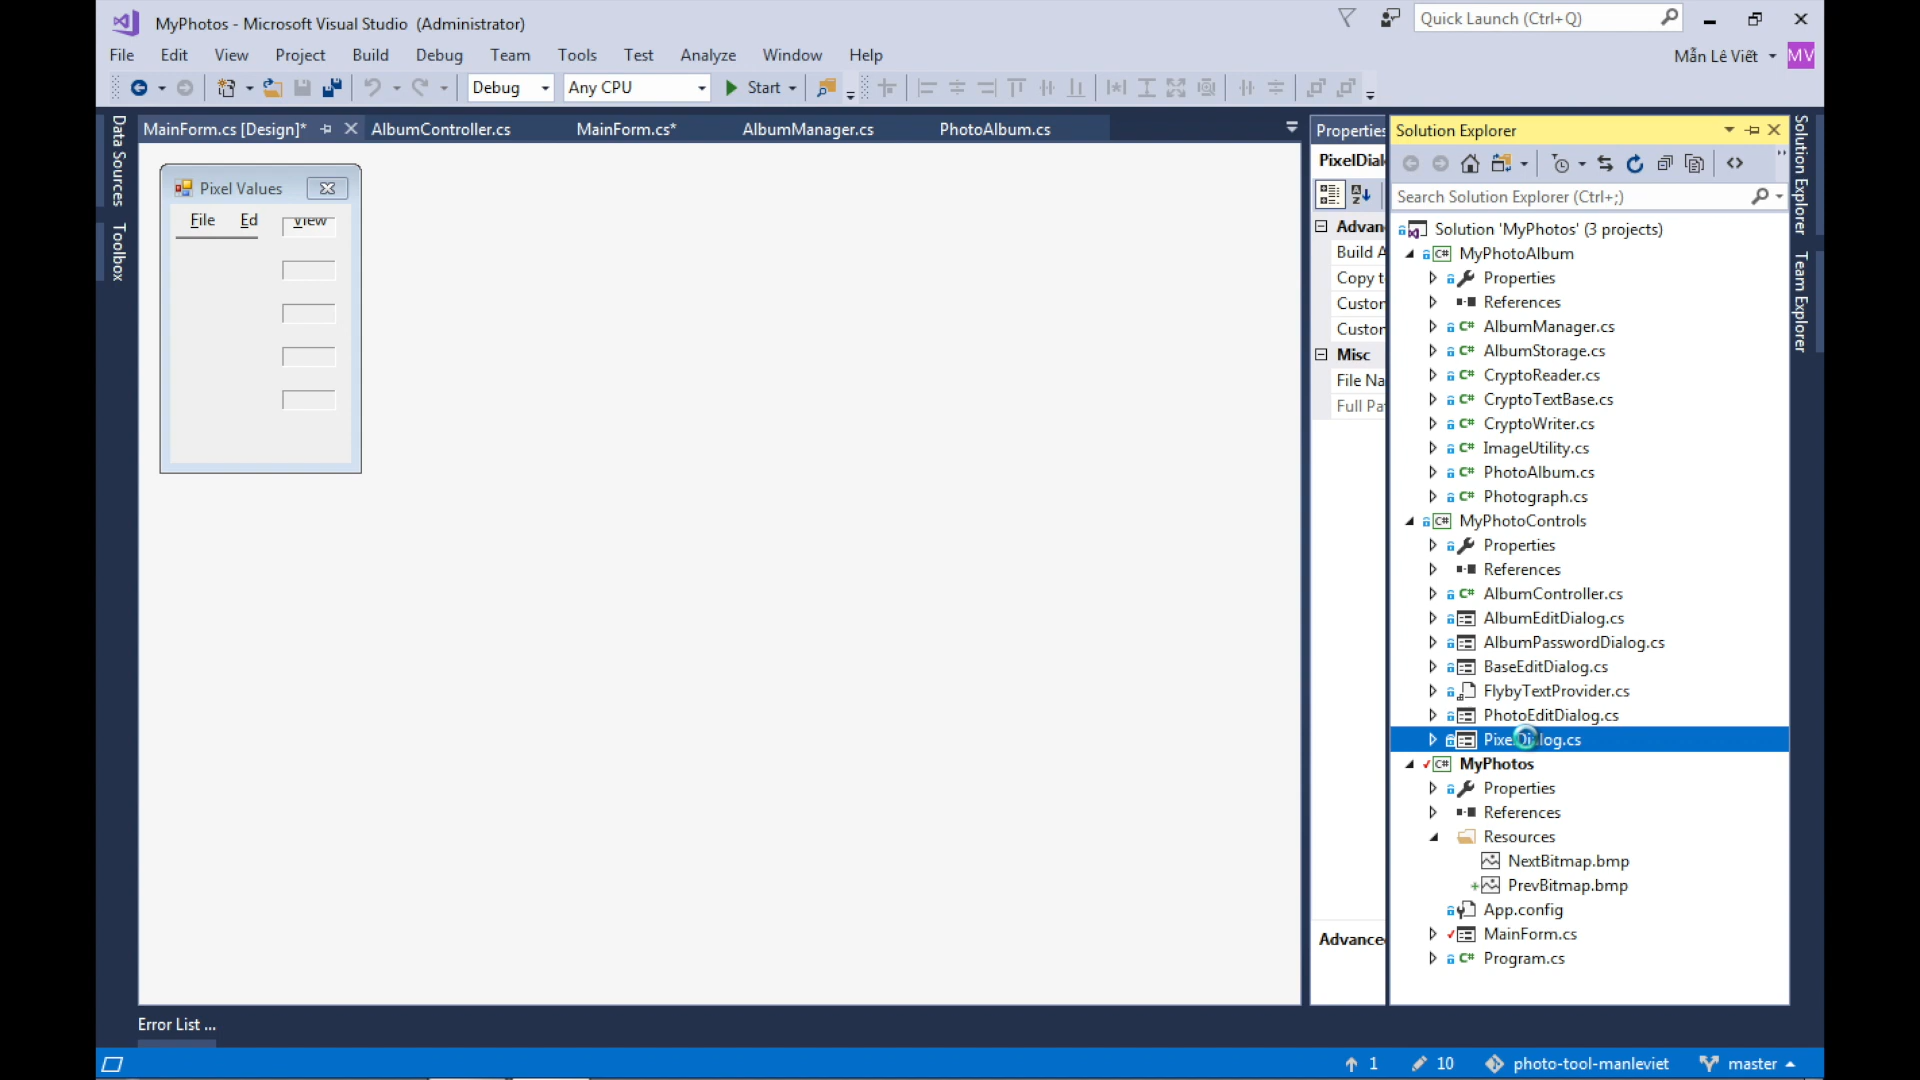 MyPhotos - Microsoft Visual Studio (Administrator)
Quick Launch (Ctrl+Q)
File Edit View Project Build Debug Team Tools Test Analyze Window Help
Mẫn Lê Viết
MV
Debug Any CPU Start
Data Sources
Toolbox
MainForm.cs [Design]* AlbumController.cs MainForm.cs* AlbumManager.cs PhotoAlbum.cs
Pixel Values
File Ed View
Properties
PixelDial
Advan
Build A
Copy t
Custor
Custor
Misc
File Na
Full Pa
Advance
Solution Explorer
Search Solution Explorer (Ctrl+;)
Solution 'MyPhotos' (3 projects)
MyPhotoAlbum
Properties
References
AlbumManager.cs
AlbumStorage.cs
CryptoReader.cs
CryptoTextBase.cs
CryptoWriter.cs
ImageUtility.cs
PhotoAlbum.cs
Photograph.cs
MyPhotoControls
Properties
References
AlbumController.cs
AlbumEditDialog.cs
AlbumPasswordDialog.cs
BaseEditDialog.cs
FlybyTextProvider.cs
PhotoEditDialog.cs
PixelDialog.cs
MyPhotos
Properties
References
Resources
NextBitmap.bmp
PrevBitmap.bmp
App.config
MainForm.cs
Program.cs
Solution Explorer
Team Explorer
Error List ...
1 10 photo-tool-manleviet master